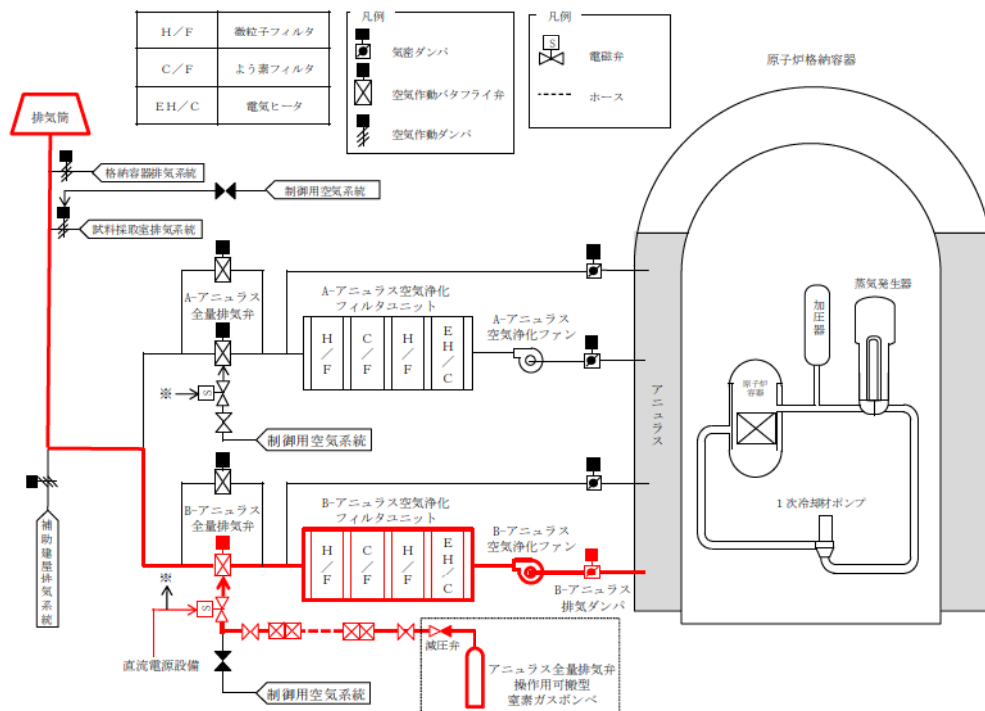 H/F 微粒子フィルタ
C/F よう素フィルタ
EH/C 電気ヒータ
凡例
気密ダンパ
空気作動バタフライ弁
空気作動ダンパ
凡例
S
電磁弁
ホース
原子炉格納容器
排気筒
格納容器排気系統
制御用空気系統
試料採取室排気系統
A-アニュラス
全量排気弁
A-アニュラス空気浄化
フィルタユニット
H/F
C/F
H/F
EH/C
A-アニュラス
空気浄化ファン
※
S
制御用空気系統
アニュラス
蒸気発生器
加圧器
原子炉
容器
1次冷却材ポンプ
補助建屋排気系統
B-アニュラス
全量排気弁
B-アニュラス空気浄化
フィルタユニット
H/F
C/F
H/F
EH/C
B-アニュラス
空気浄化ファン
B-アニュラス
排気ダンパ
※
S
直流電源設備
減圧弁
制御用空気系統
アニュラス全量排気弁
操作用可搬型
窒素ガスボンベ